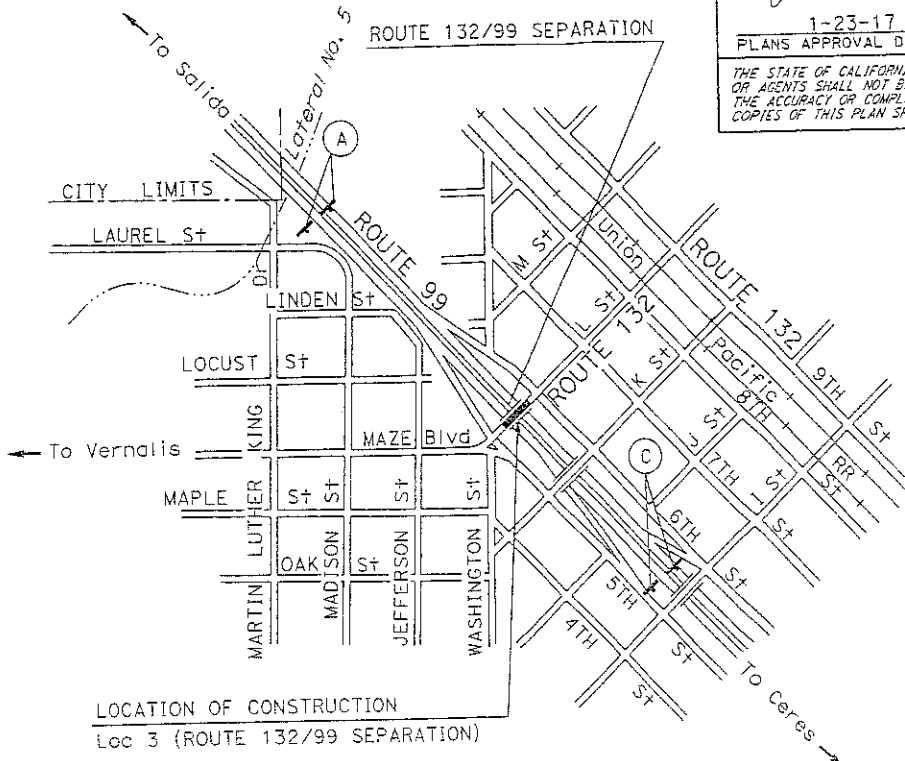 1-23-17
PLANS APPROVAL D
THE STATE OF CALIFORN
OR AGENTS SHALL NOT B
THE ACCURACY OR COMPL
COPIES OF THIS PLAN SH
ROUTE 132/99 SEPARATION
To Salida
Lateral No. 5
A
CITY LIMITS
LAUREL St
Dr
LINDEN St
LOCUST St
To Vernalis
MAZE Blvd
MAPLE St
OAK St
MARTIN LUTHER KING
MADISON St
JEFFERSON St
WASHINGTON St
ROUTE 99
M St
L St
Union Pacific RR
ROUTE 132
ROUTE 132
K St
J St
I St
9TH St
8TH St
7TH St
C
6TH St
5TH St
4TH St
To Ceres
LOCATION OF CONSTRUCTION
Loc 3 (ROUTE 132/99 SEPARATION)